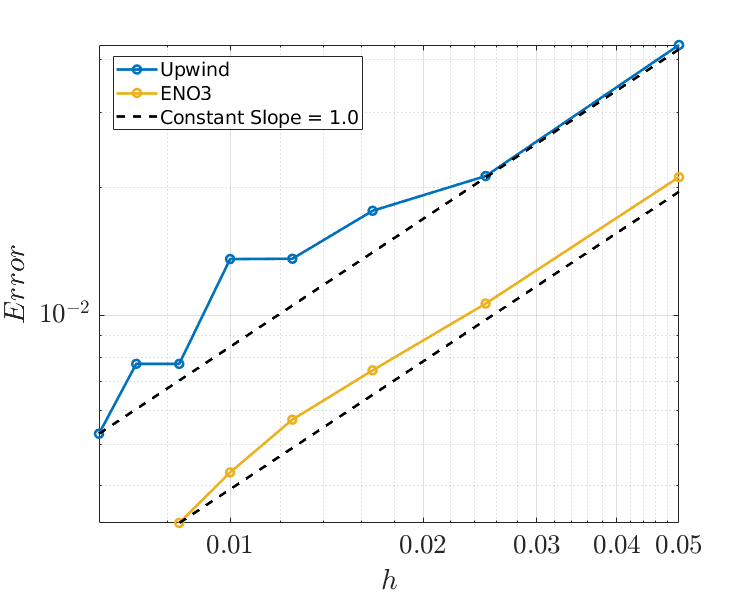 Upwind
ENO3
Constant Slope = 1.0
Error
10^{-2}
0.01 0.02 0.03 0.04 0.05
h